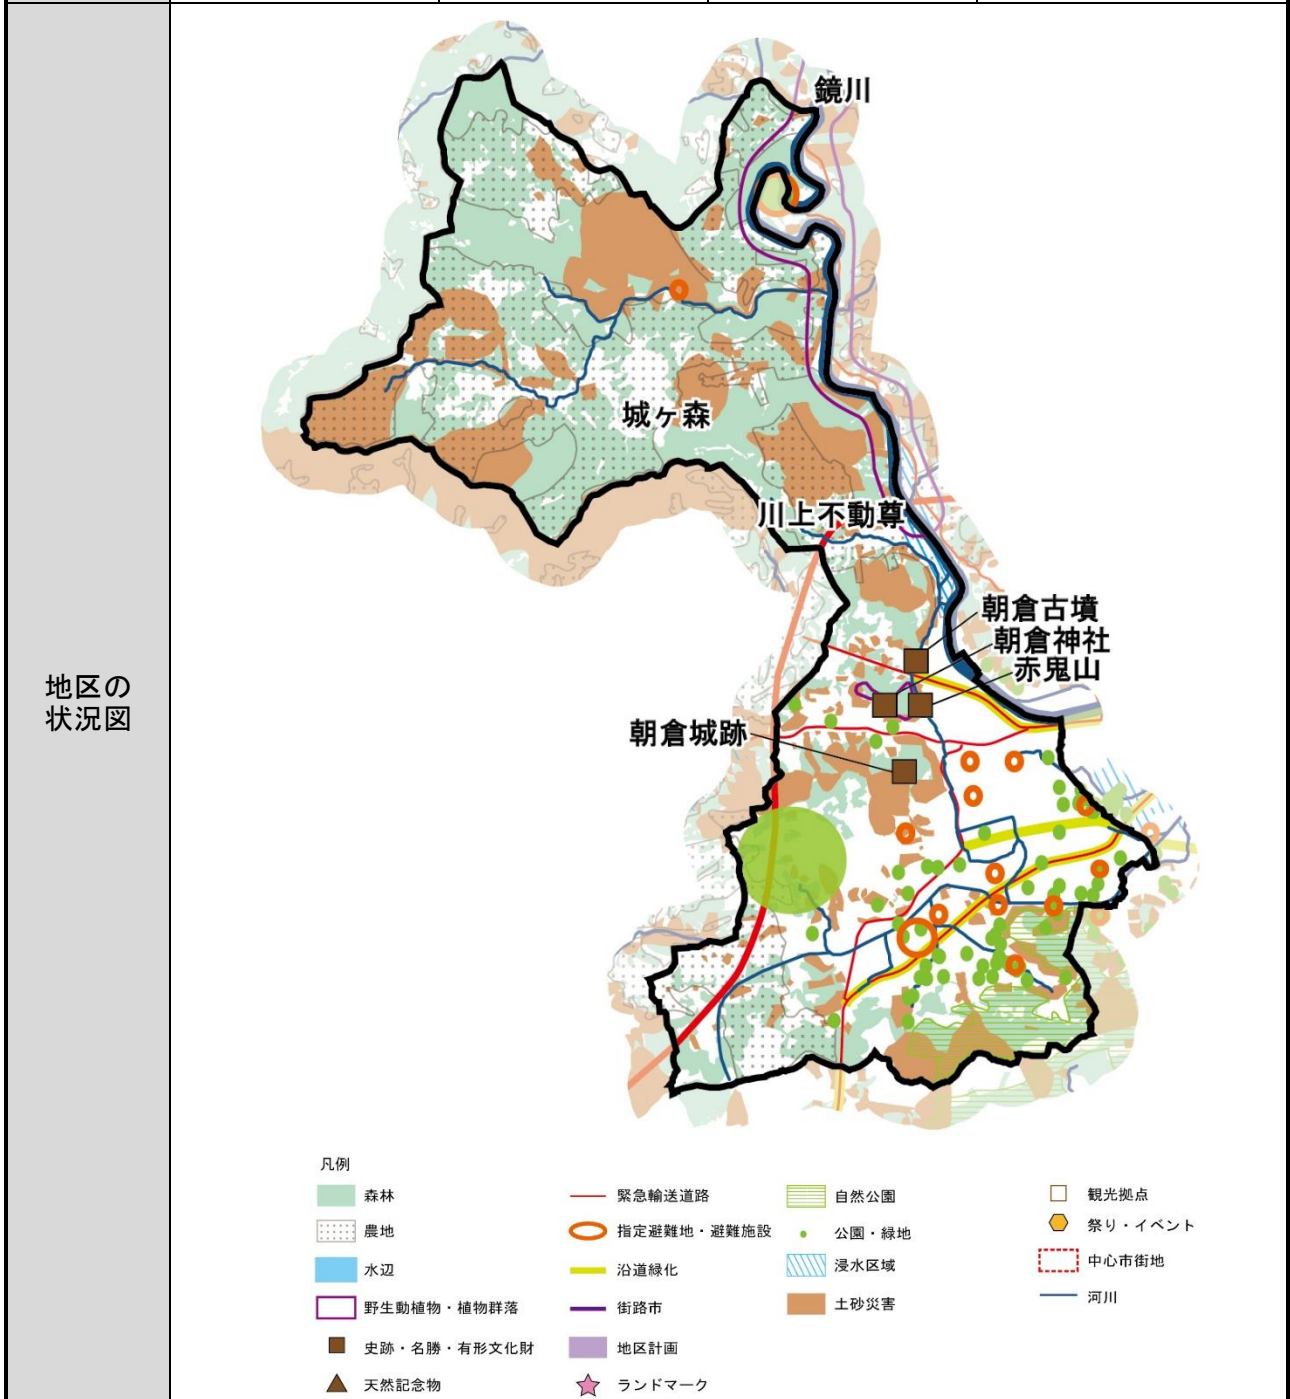 地区の
状況図
鏡川
城ヶ森
川上不動尊
朝倉古墳
朝倉神社
赤鬼山
朝倉城跡
凡例
森林
農地
水辺
野生動植物・植物群落
史跡・名勝・有形文化財
天然記念物
緊急輸送道路
指定避難地・避難施設
沿道緑化
街路市
地区計画
ランドマーク
自然公園
公園・緑地
浸水区域
土砂災害
観光拠点
祭り・イベント
中心市街地
河川